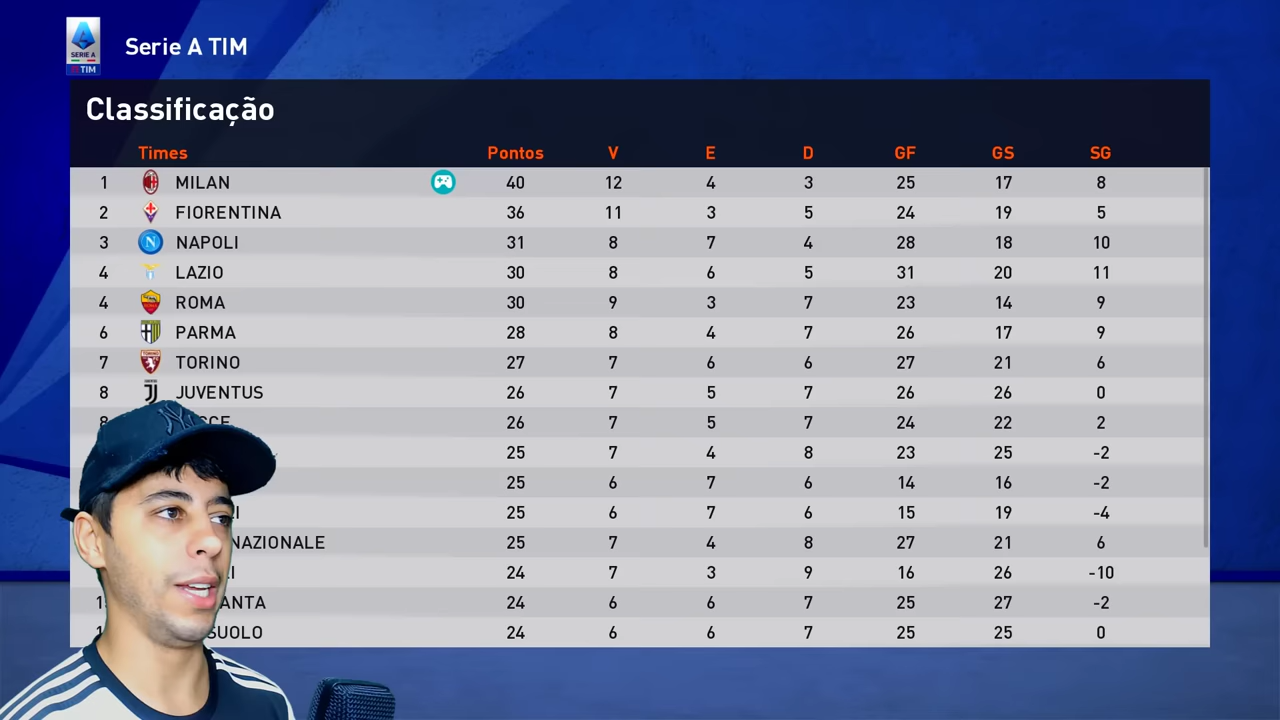 Serie A TIM
SERIE A
TIM
Classificação
Times Pontos V E D GF GS SG
1 MILAN 40 12 4 3 25 17 8
2 FIORENTINA 36 11 3 5 24 19 5
3 N NAPOLI 31 8 7 4 28 18 10
4 LAZIO 30 8 6 5 31 20 11
4 ROMA 30 9 3 7 23 14 9
6 PARMA 28 8 4 7 26 17 9
7 TORINO 27 7 6 6 27 21 6
8 JUVENTUS 26 7 5 7 26 26 0
26 7 5 7 24 22 2
25 7 4 8 23 25 -2
25 6 7 6 14 16 -2
25 6 7 6 15 19 -4
NAZIONALE 25 7 4 8 27 21 6
24 7 3 9 16 26 -10
ANTA 24 6 6 7 25 27 -2
SUOLO 24 6 6 7 25 25 0